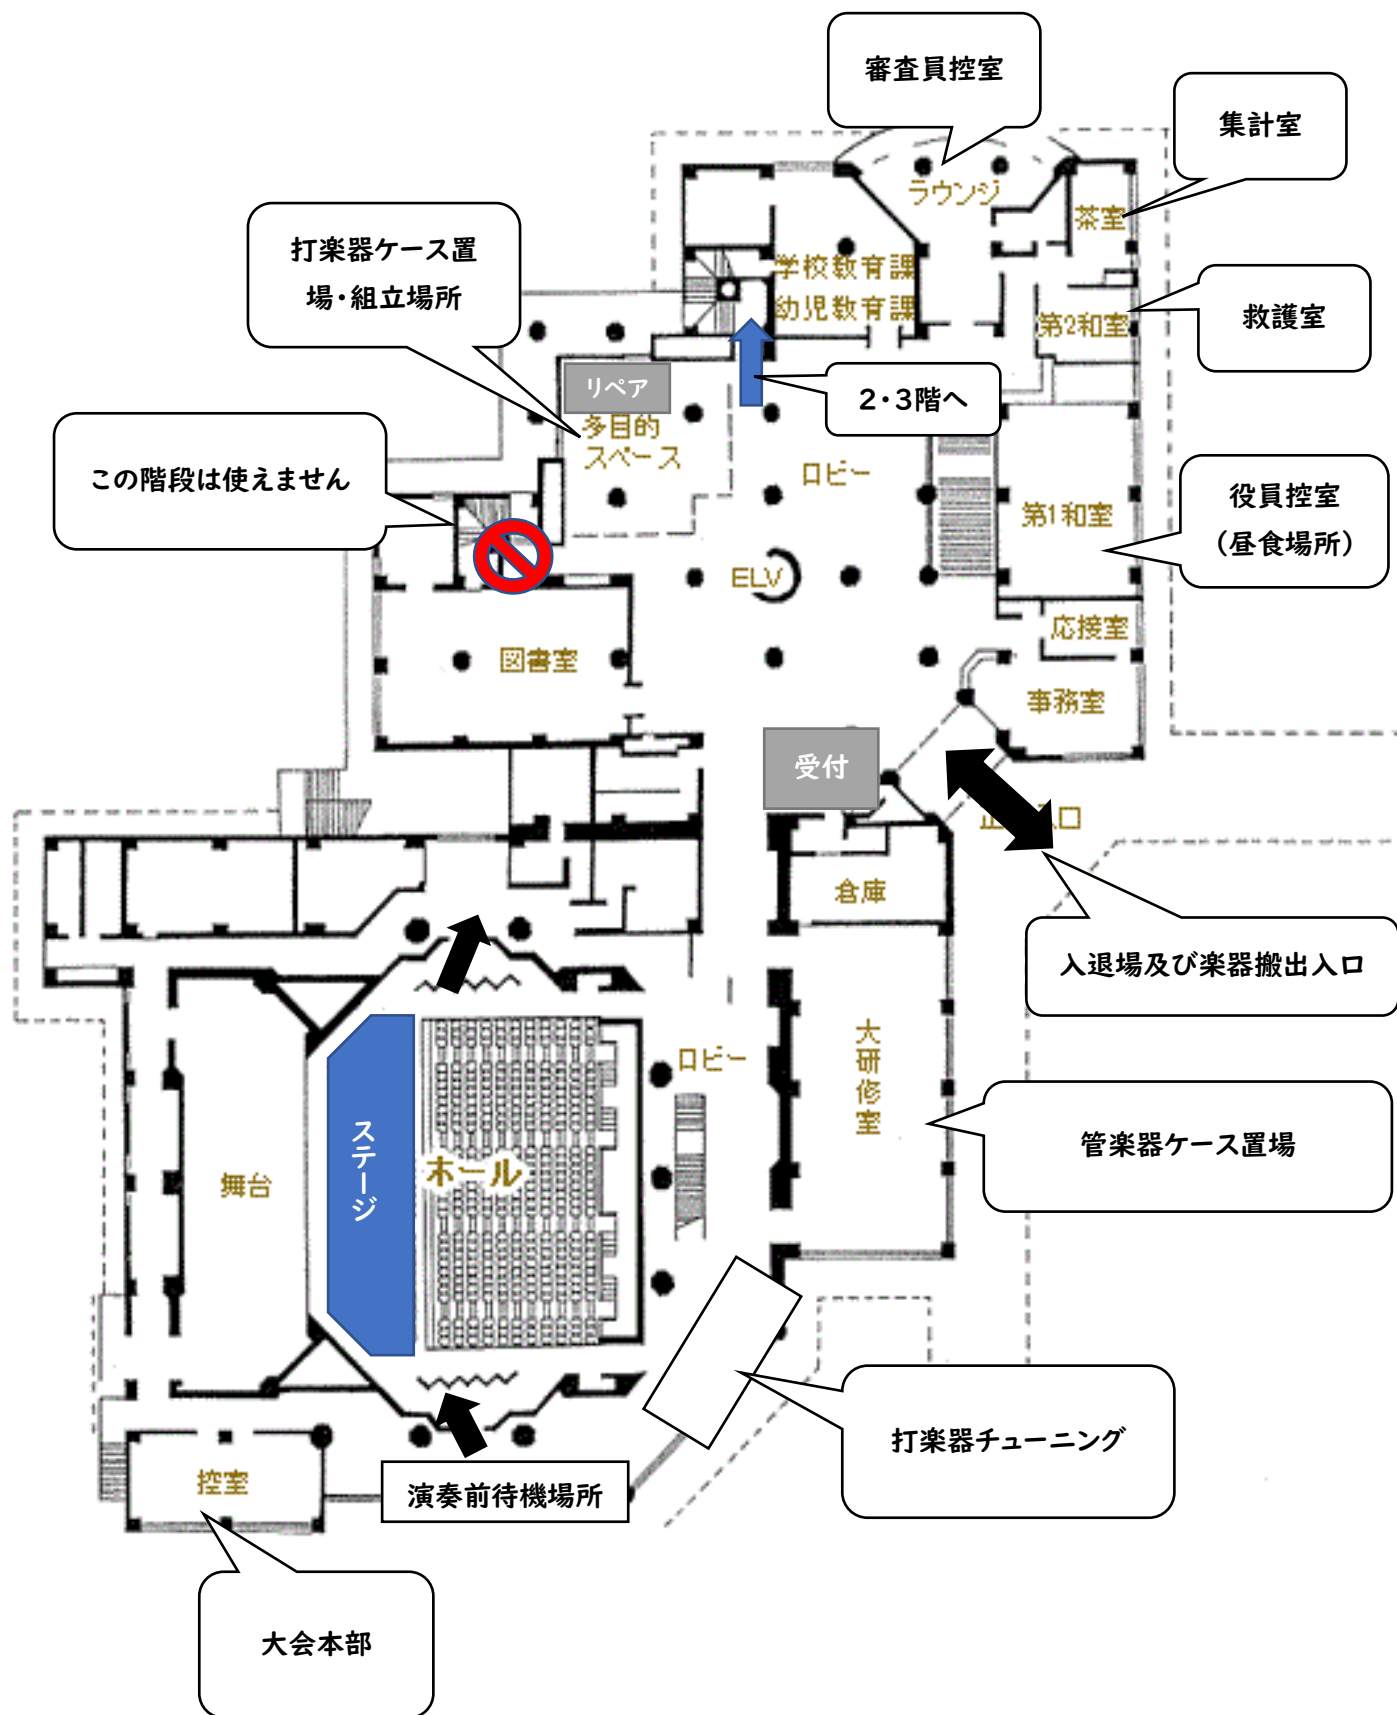 審査員控室
集計室
ラウンジ
茶室
打楽器ケース置
場・組立場所
学校教育課
幼児教育課
第2和室
救護室
リペア
2・3階へ
多目的
スペース
ロビー
この階段は使えません
第1和室
役員控室
(昼食場所)
ELV
応接室
図書室
事務室
受付
入口
倉庫
入退場及び楽器搬出入口
大研修室
ロビー
ステージ
ホール
舞台
管楽器ケース置場
打楽器チューニング
控室
演奏前待機場所
大会本部